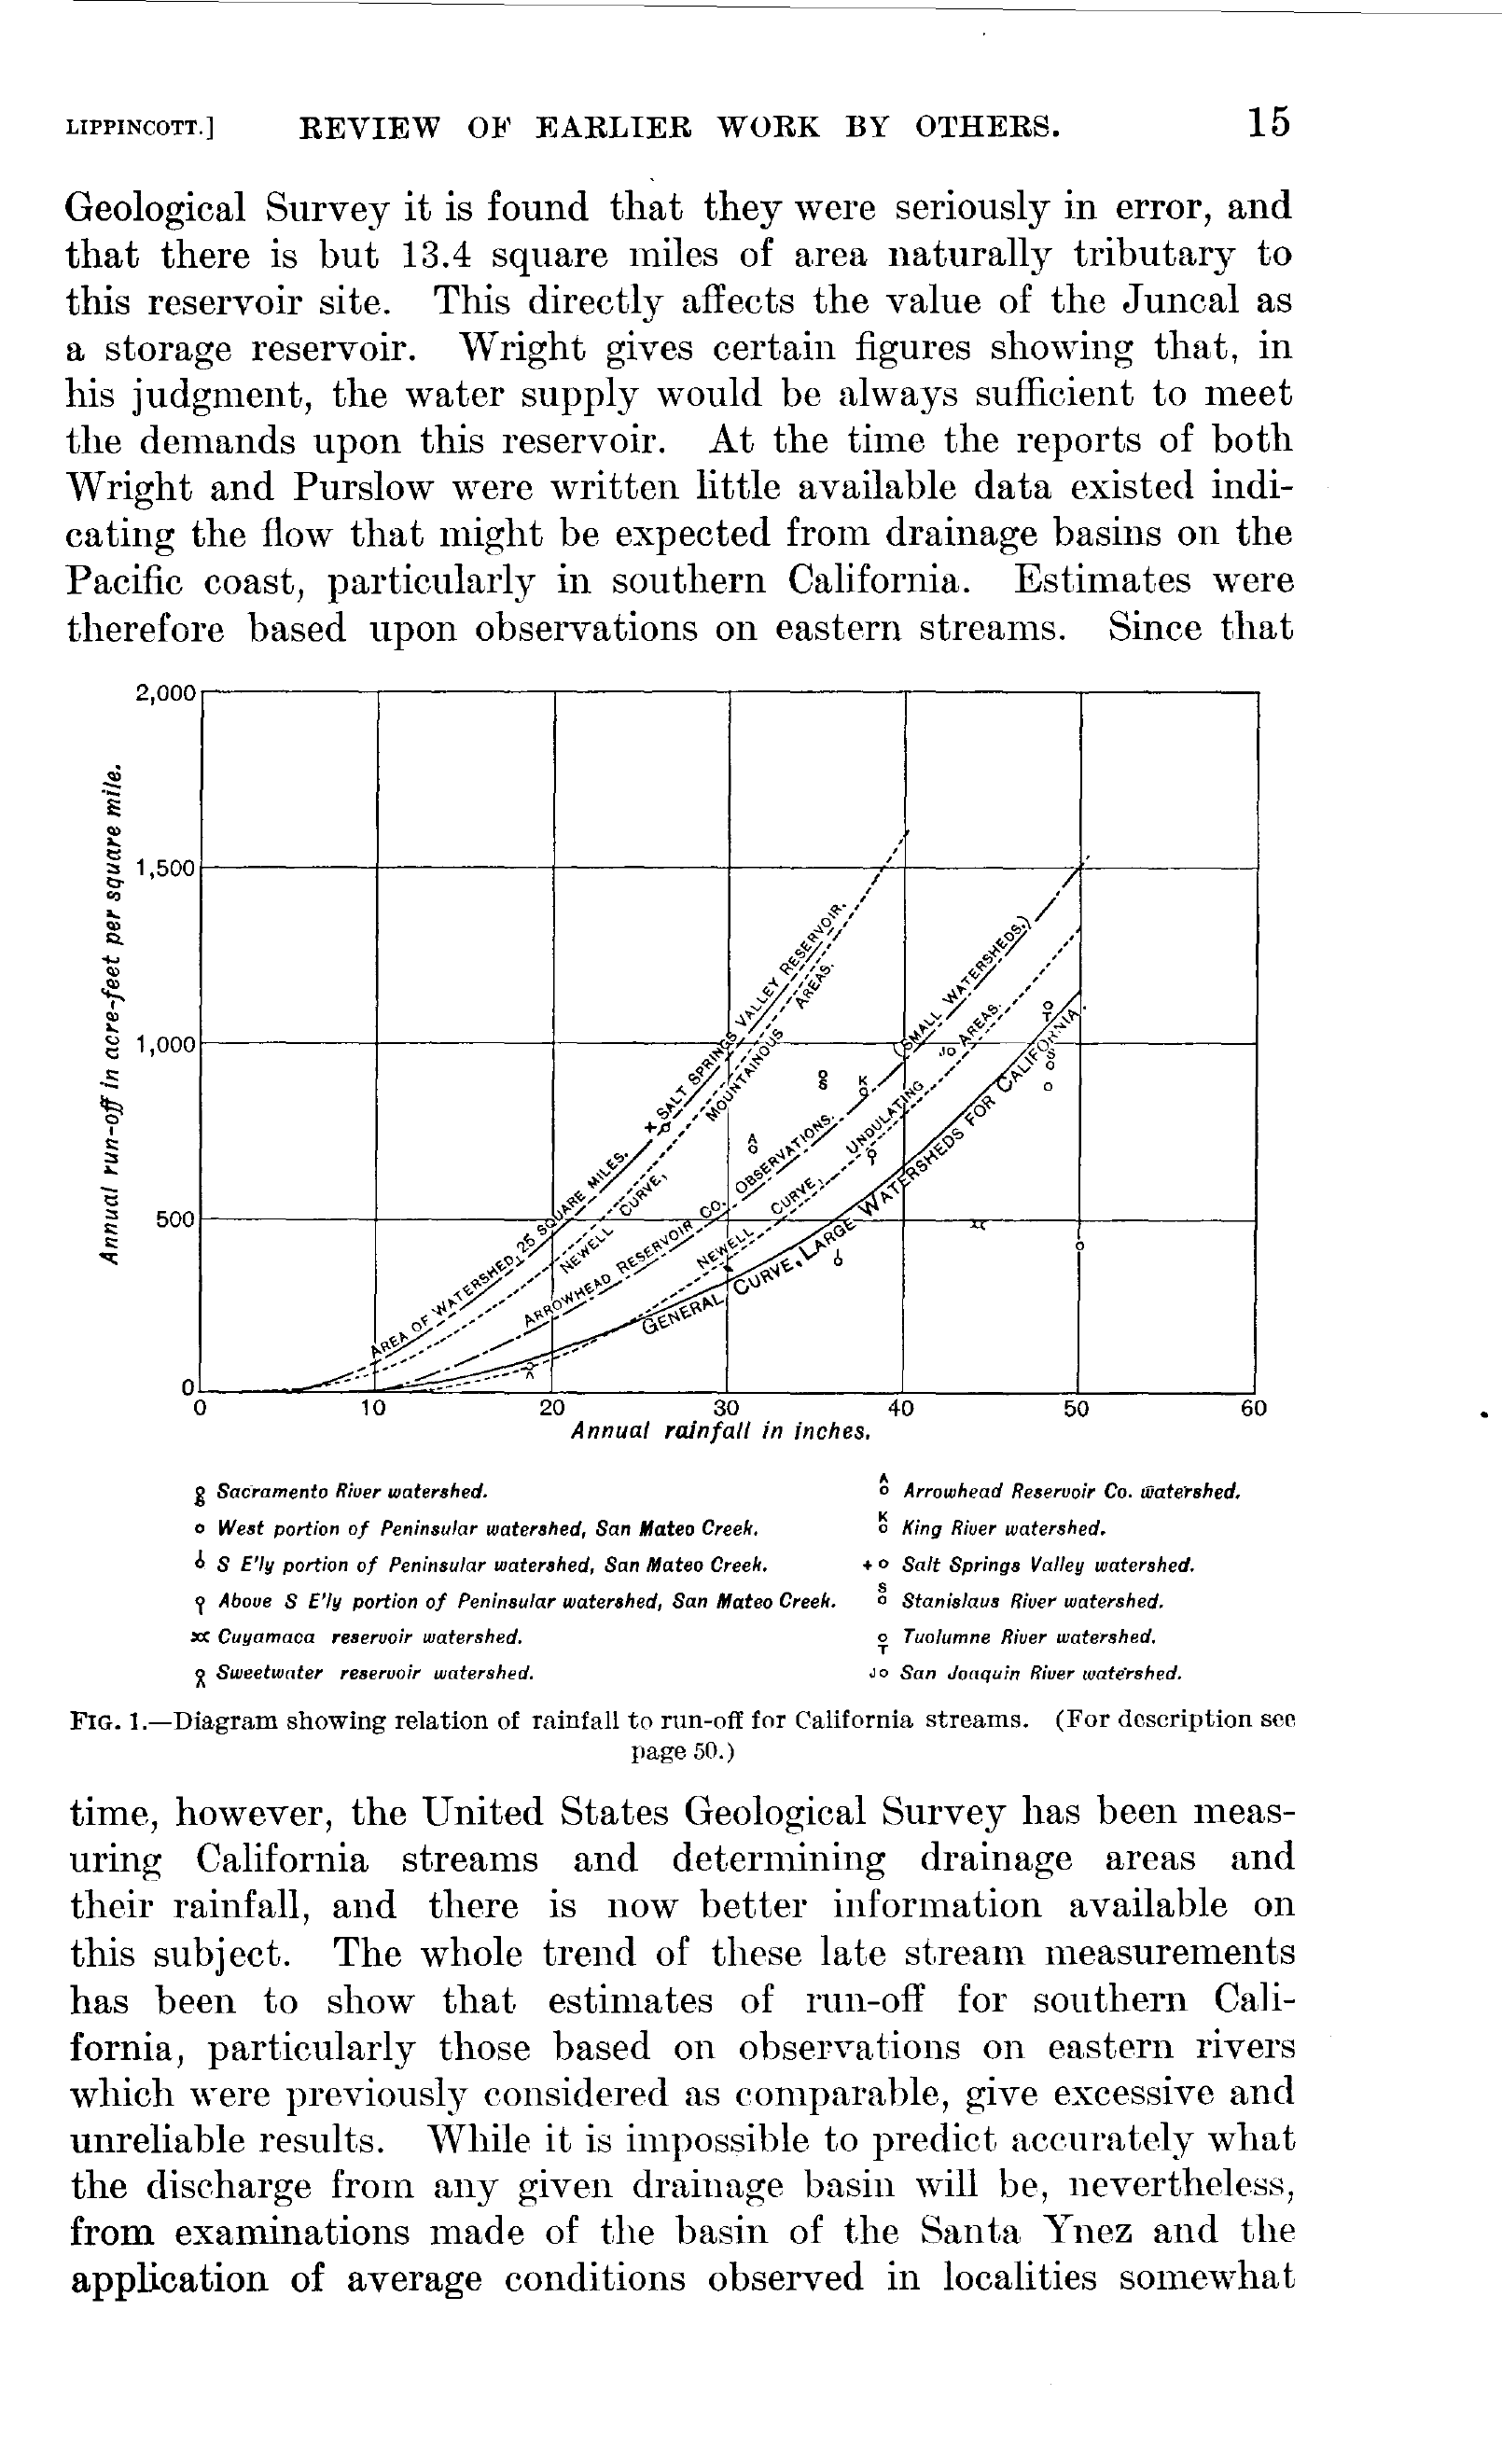 LIPPINCOTT.] REVIEW OF EARLIER WORK BY OTHERS. 15
Geological Survey it is found that they were seriously in error, and
that there is but 13.4 square miles of area naturally tributary to
this reservoir site. This directly affects the value of the Juncal as
a storage reservoir. Wright gives certain figures showing that, in
his judgment, the water supply would be always sufficient to meet
the demands upon this reservoir. At the time the reports of both
Wright and Purslow were written little available data existed indi-
cating the flow that might be expected from drainage basins on the
Pacific coast, particularly in southern California. Estimates were
therefore based upon observations on eastern streams. Since that
Annual run-off in acre-feet per square mile.
2,000
1,500
1,000
500
0
AREA OF WATERSHED, 25 SQUARE MILES. SALT SPRINGS VALLEY RESERVOIR.
NEWELL CURVE, MOUNTAINOUS AREAS.
ARROWHEAD RESERVOIR CO. OBSERVATIONS. (SMALL WATERSHEDS.)
NEWELL CURVE, UNDULATING AREAS.
GENERAL CURVE, LARGE WATERSHEDS FOR CALIFORNIA.
A
K
JO
T
S
0 10 20 30 40 50 60
Annual rainfall in inches.
Sacramento River watershed.
West portion of Peninsular watershed, San Mateo Creek.
S E'ly portion of Peninsular watershed, San Mateo Creek.
Above S E'ly portion of Peninsular watershed, San Mateo Creek.
Cuyamaca reservoir watershed.
Sweetwater reservoir watershed.
A o Arrowhead Reservoir Co. watershed.
K o King River watershed.
+ o Salt Springs Valley watershed.
S o Stanislaus River watershed.
o T Tuolumne River watershed.
J o San Joaquin River watershed.
FIG. 1.—Diagram showing relation of rainfall to run-off for California streams. (For description see
page 50.)
time, however, the United States Geological Survey has been meas-
uring California streams and determining drainage areas and
their rainfall, and there is now better information available on
this subject. The whole trend of these late stream measurements
has been to show that estimates of run-off for southern Cali-
fornia, particularly those based on observations on eastern rivers
which were previously considered as comparable, give excessive and
unreliable results. While it is impossible to predict accurately what
the discharge from any given drainage basin will be, nevertheless,
from examinations made of the basin of the Santa Ynez and the
application of average conditions observed in localities somewhat